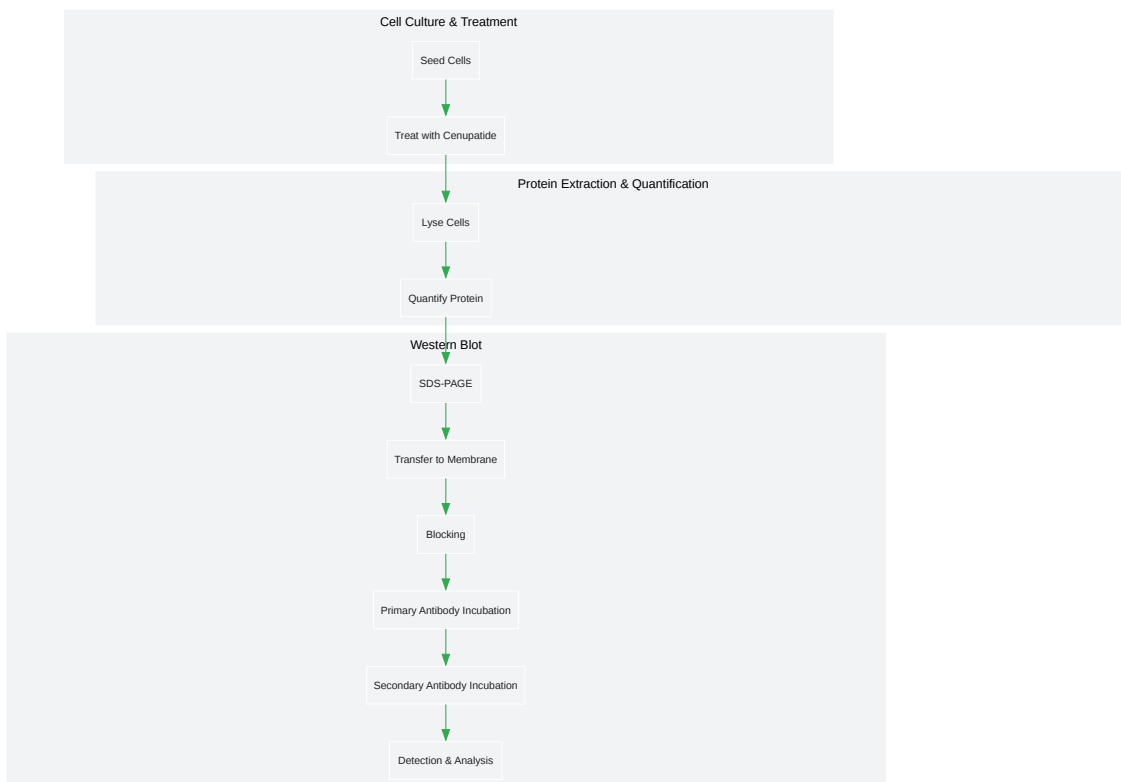 Cell Culture & Treatment
Seed Cells
Treat with Cenupatide
Protein Extraction & Quantification
Lyse Cells
Quantify Protein
Western Blot
SDS-PAGE
Transfer to Membrane
Blocking
Primary Antibody Incubation
Secondary Antibody Incubation
Detection & Analysis